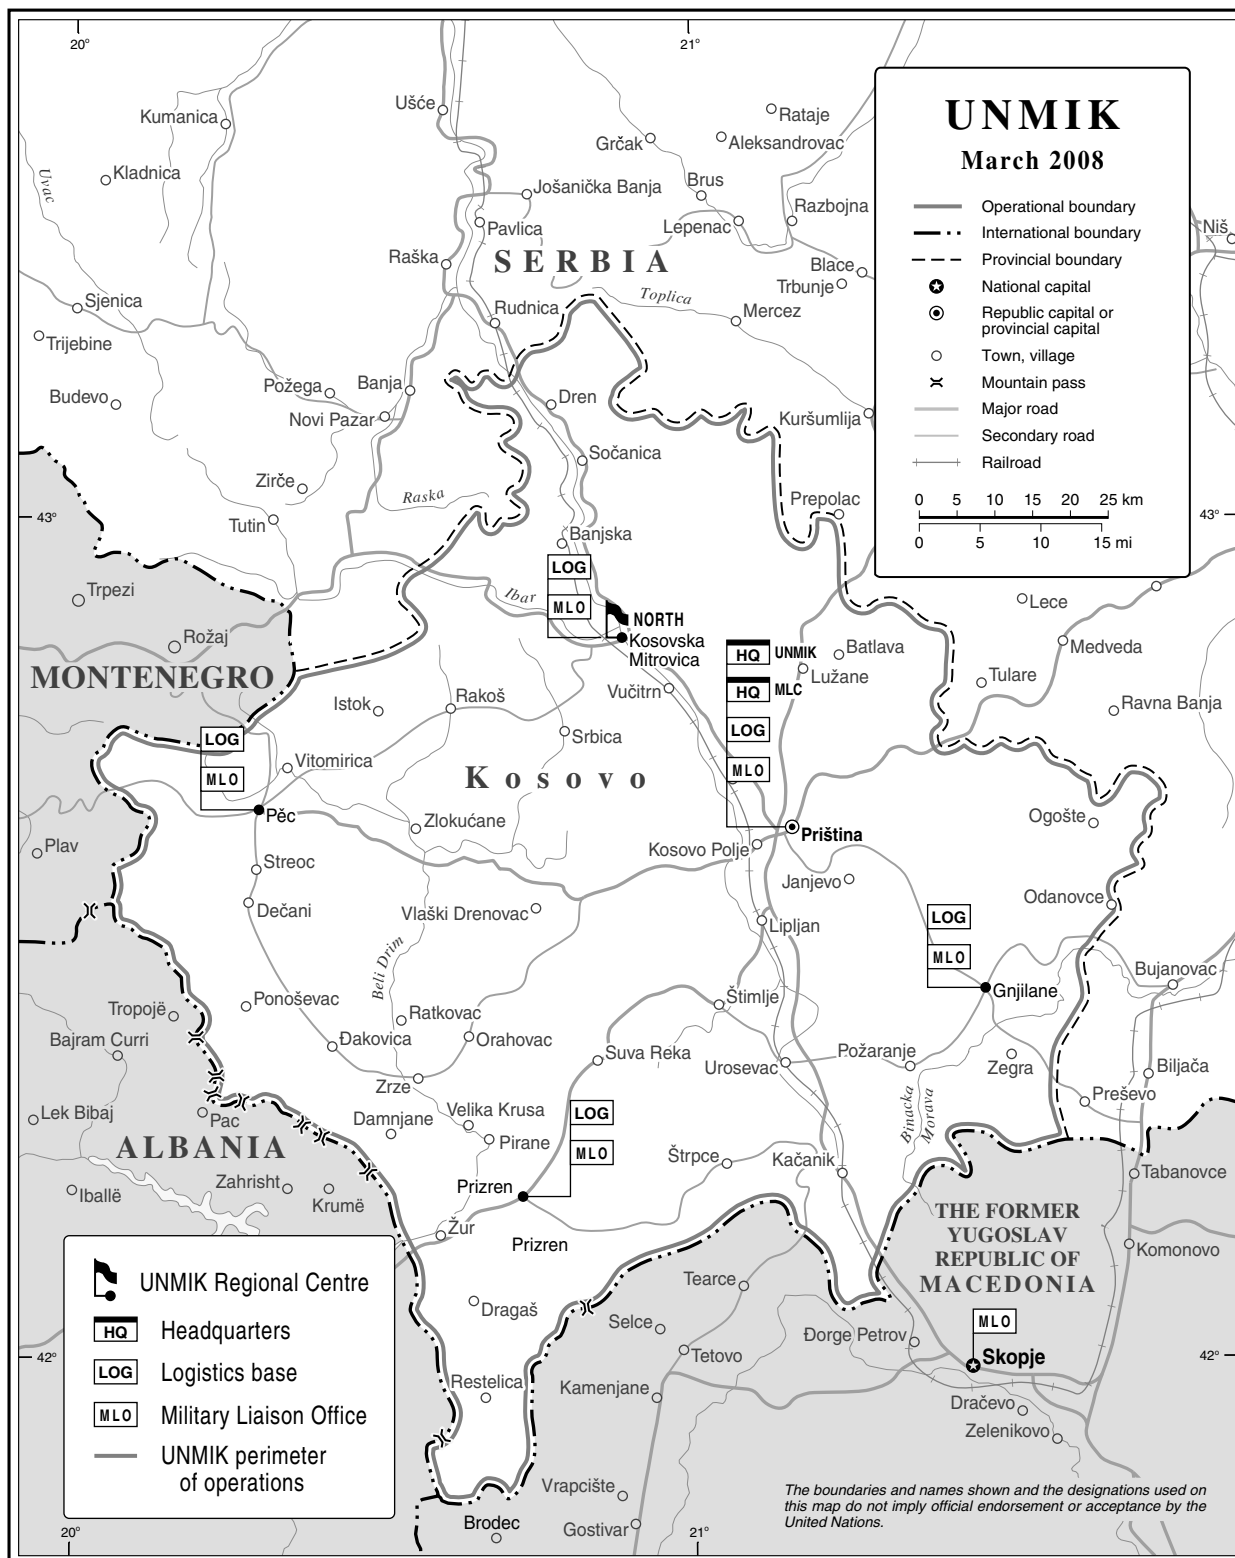 20°
21°
UNMIK
March 2008
Operational boundary
International boundary
Provincial boundary
National capital
Republic capital or
provincial capital
Town, village
Mountain pass
Major road
Secondary road
Railroad
0 5 10 15 20 25 km
0 5 10 15 mi
Ušće
Kumanica
Rataje
Grčak
Aleksandrovac
Kladnica
Uvac
Jošanička Banja
Brus
Razbojna
Pavlica
Lepenac
Niš
Raška
SERBIA
Blace
Trbunje
Sjenica
Toplica
Rudnica
Mercez
Trijebine
Požega
Banja
Budevo
Dren
Novi Pazar
Kuršumlija
Sočanica
Zirče
Raska
Prepolac
43°
43°
Tutin
Banjska
LOG
Trpezi
Ibar
MLO
NORTH
Lece
Rožaj
Kosovska
Mitrovica
HQ UNMIK
Batlava
Medveda
MONTENEGRO
Lužane
HQ MLC
Tulare
Vučitrn
Istok
Rakoš
Ravna Banja
LOG
LOG
Srbica
Vitomirica
MLO
Kosovo
MLO
Pěc
Zlokućane
Ogošte
Priština
Plav
Kosovo Polje
Streoc
Janjevo
Dečani
Vlaški Drenovac
Odanovce
LOG
Lipljan
Beli Drim
MLO
Bujanovac
Gnjilane
Štimlje
Tropojë
Ponoševac
Ratkovac
Bajram Curri
Đakovica
Orahovac
Suva Reka
Urosevac
Požaranje
Zegra
Biljača
Zrze
Preševo
Lek Bibaj
Pac
Damnjane
Velika Krusa
LOG
Binacka
Morava
ALBANIA
Pirane
MLO
Štrpce
Kačanik
Tabanovce
Iballë
Zahrisht
Krumë
Prizren
THE FORMER
YUGOSLAV
REPUBLIC OF
MACEDONIA
Žur
Prizren
Komonovo
UNMIK Regional Centre
HQ Headquarters
LOG Logistics base
MLO Military Liaison Office
UNMIK perimeter
of operations
Tearce
Dragaš
Selce
MLO
Đorge Petrov
Tetovo
Skopje
42°
42°
Restelica
Kamenjane
Dračevo
Zelenikovo
Vrapcište
Brodec
Gostivar
The boundaries and names shown and the designations used on
this map do not imply official endorsement or acceptance by the
United Nations.
20°
21°